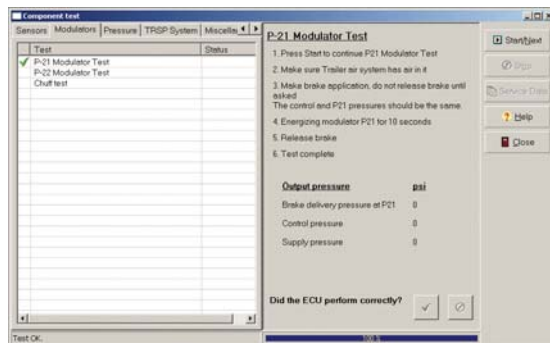 Component test
Sensors Modulators Pressure TRSP System Miscellan
Test Status
P-21 Modulator Test
P-22 Modulator Test
Chuff test
Test OK.
P-21 Modulator Test
1. Press Start to continue P21 Modulator Test
2. Make sure Trailer air system has air in it
3. Make brake application, do not release brake until
asked
The control and P21 pressures should be the same.
4. Energizing modulator P21 for 10 seconds
5. Release brake
6. Test complete
Output pressure psi
Brake delivery pressure at P21 0
Control pressure 0
Supply pressure 0
Did the ECU perform correctly?
100 %
Start/Next
Stop
Service Data
Help
Close